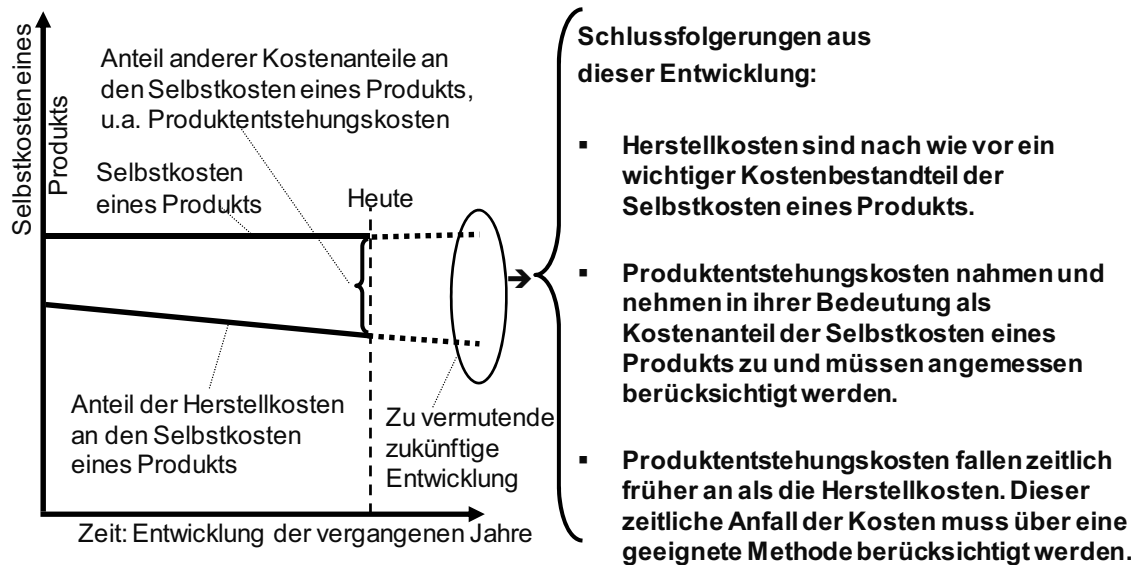 Selbstkosten eines
Produkts
Anteil anderer Kostenanteile an
den Selbstkosten eines Produkts,
u.a. Produktentstehungskosten
Selbstkosten
eines Produkts
Heute
Anteil der Herstellkosten
an den Selbstkosten
eines Produkts
Zu vermutende
zukünftige
Entwicklung
Zeit: Entwicklung der vergangenen Jahre
Schlussfolgerungen aus
dieser Entwicklung:
▪ Herstellkosten sind nach wie vor ein
wichtiger Kostenbestandteil der
Selbstkosten eines Produkts.
▪ Produktentstehungskosten nahmen und
nehmen in ihrer Bedeutung als
Kostenanteil der Selbstkosten eines
Produkts zu und müssen angemessen
berücksichtigt werden.
▪ Produktentstehungskosten fallen zeitlich
früher an als die Herstellkosten. Dieser
zeitliche Anfall der Kosten muss über eine
geeignete Methode berücksichtigt werden.